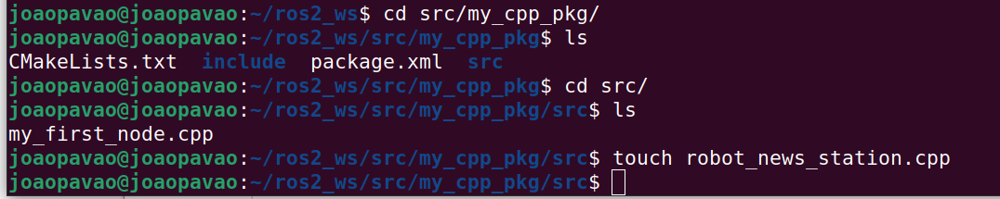 joaopavao@joaopavao:~/ros2_ws$ cd src/my_cpp_pkg/
joaopavao@joaopavao:~/ros2_ws/src/my_cpp_pkg$ ls
CMakeLists.txt  include  package.xml  src
joaopavao@joaopavao:~/ros2_ws/src/my_cpp_pkg$ cd src/
joaopavao@joaopavao:~/ros2_ws/src/my_cpp_pkg/src$ ls
my_first_node.cpp
joaopavao@joaopavao:~/ros2_ws/src/my_cpp_pkg/src$ touch robot_news_station.cpp
joaopavao@joaopavao:~/ros2_ws/src/my_cpp_pkg/src$